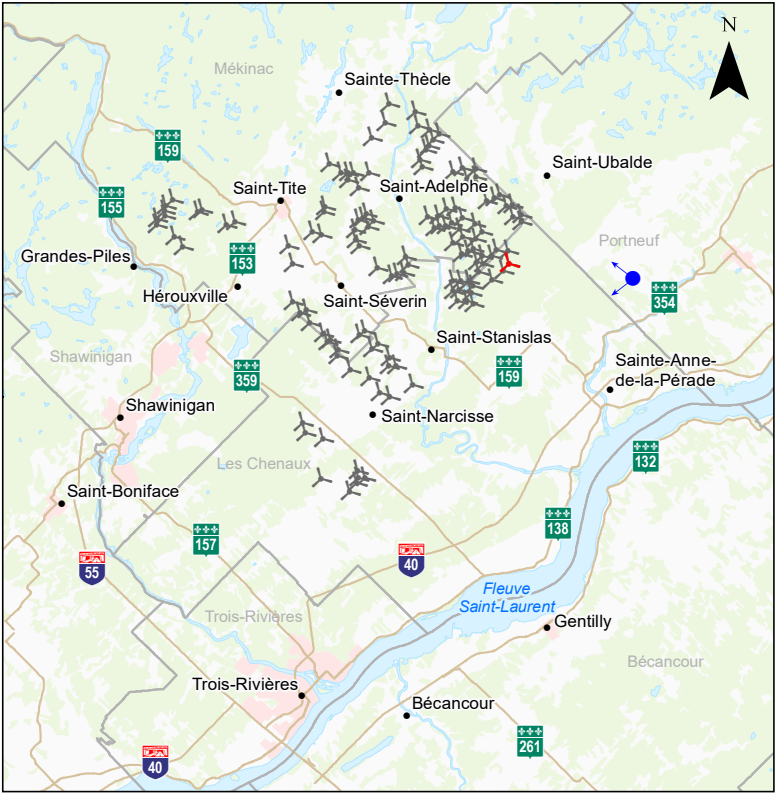 N
Sainte-Thècle
Mékinac
159
Saint-Ubalde
Saint-Tite
Saint-Adelphe
155
Portneuf
Grandes-Piles
153
354
Hérouxville
Saint-Séverin
Saint-Stanislas
Shawinigan
359
159
Sainte-Anne-
de-la-Pérade
Shawinigan
Saint-Narcisse
Les Chenaux
132
Saint-Boniface
138
157
55
40
Fleuve
Saint-Laurent
Trois-Rivières
Gentilly
Bécancour
Trois-Rivières
Bécancour
261
40